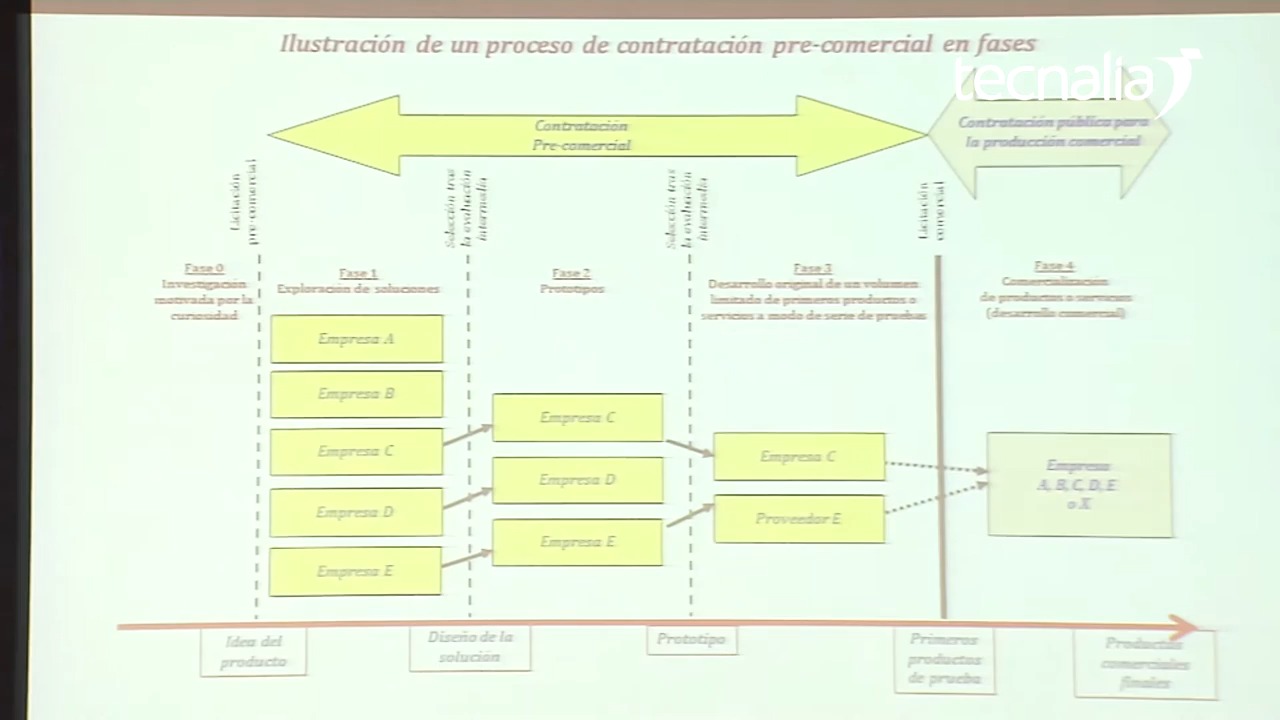 Ilustración de un proceso de contratación pre-comercial en fases
tecnalia
Contratación
Pre-comercial
Contratación pública para
la producción comercial
Licitación
pre-comercial
Selección tras
la evaluación
intermedia
Selección tras
la evaluación
intermedia
Licitación
comercial
Fase 0
Investigación
motivada por la
curiosidad
Fase 1
Exploración de soluciones
Fase 2
Prototipos
Fase 3
Desarrollo original de un volumen
limitado de primeros productos o
servicios a modo de serie de pruebas
Fase 4
Comercialización
de productos o servicios
(desarrollo comercial)
Empresa A
Empresa B
Empresa C
Empresa D
Empresa E
Empresa C
Empresa D
Empresa E
Empresa C
Proveedor E
Empresa
A, B, C, D, E
o X
Idea del
producto
Diseño de la
solución
Prototipo
Primeros
productos
de prueba
Productos
comerciales
finales